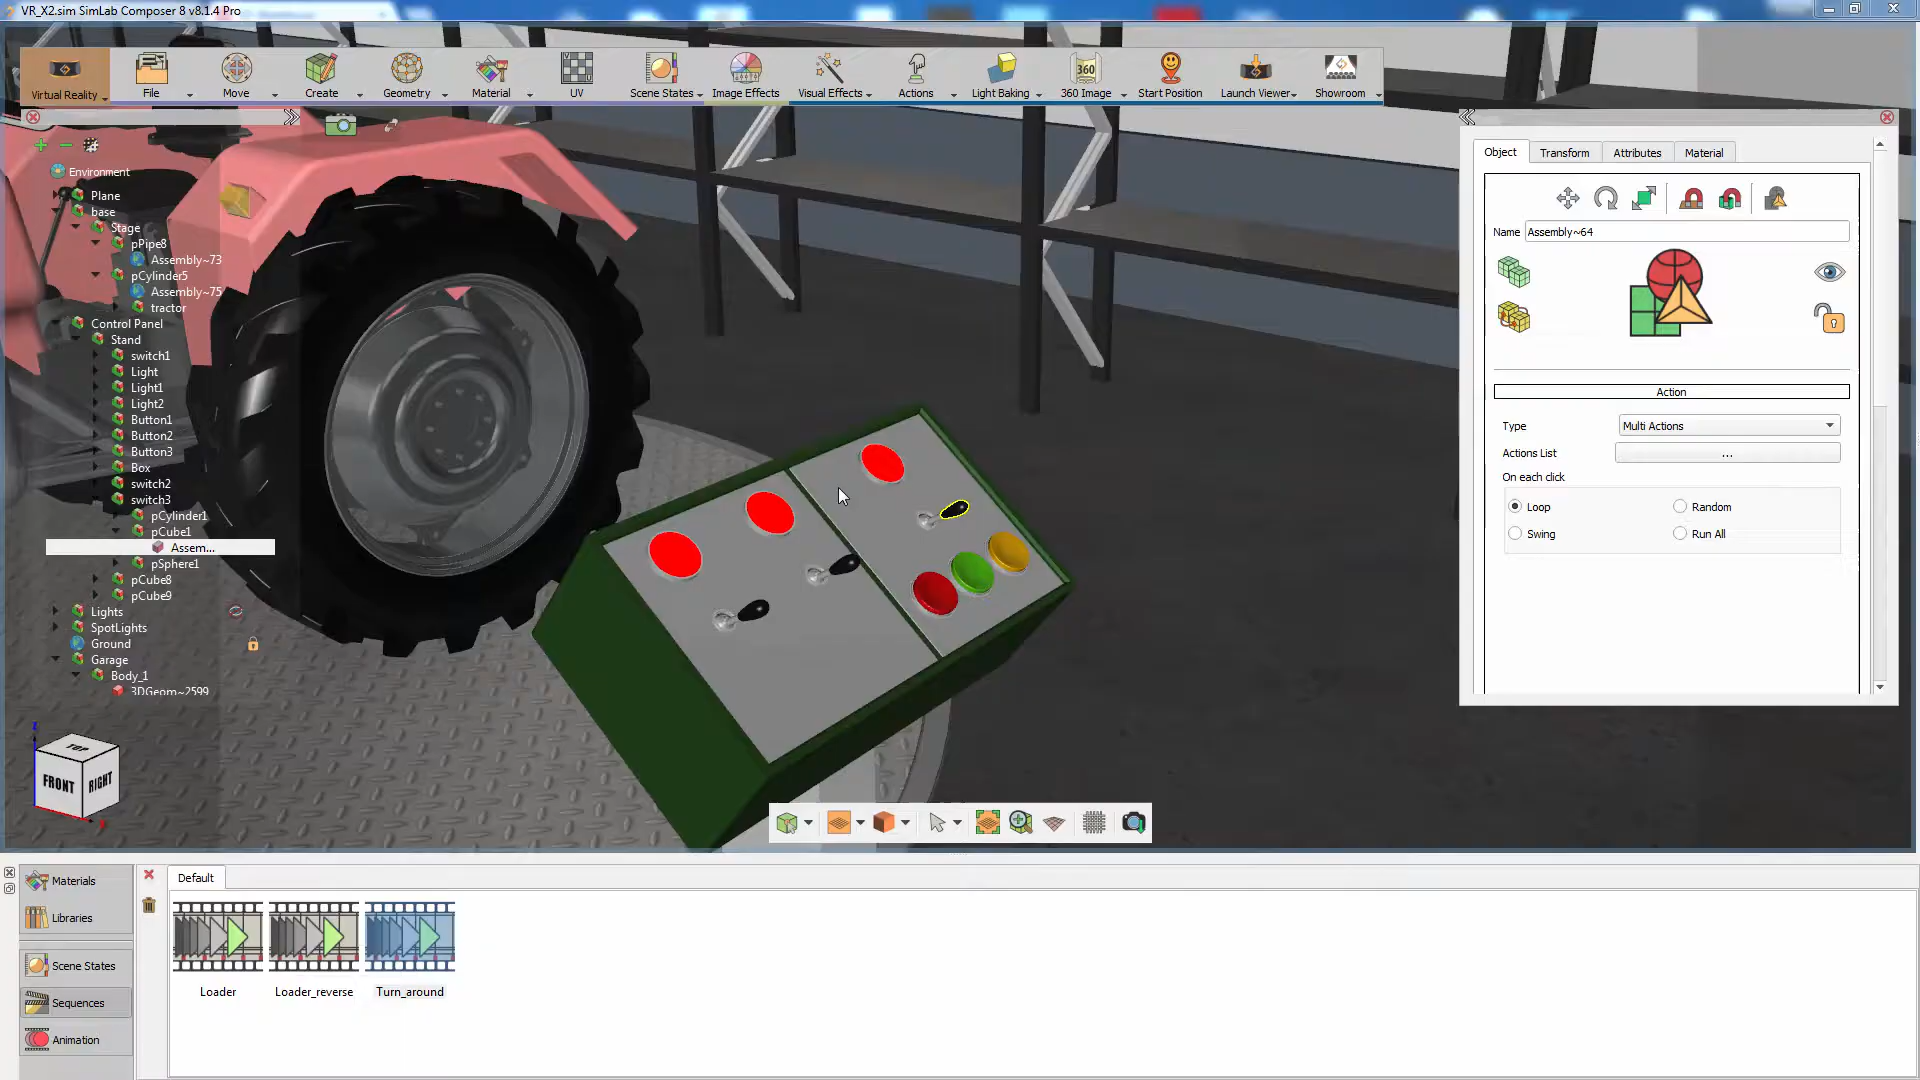 VR_X2.sim SimLab Composer 8 v8.1.4 Pro
Virtual Reality
File
Move
Create
Geometry
Material
UV
Scene States
Image Effects
Visual Effects
Actions
Light Baking
360
360 Image
Start Position
Launch Viewer
Showroom
Environment
Plane
base
Stage
pPipe8
Assembly~73
pCylinder5
Assembly~75
tractor
Control Panel
Stand
switch1
Light
Light1
Light2
Button1
Button2
Button3
Box
switch2
switch3
pCylinder1
pCube1
Assem...
pSphere1
pCube8
pCube9
Lights
SpotLights
Ground
Garage
Body_1
3DGeom~2599
TOP
FRONT
RIGHT
Object
Transform
Attributes
Material
Name
Assembly~64
Action
Type
Multi Actions
Actions List
...
On each click
Loop
Random
Swing
Run All
Materials
Libraries
Scene States
Sequences
Animation
Default
Loader
Loader_reverse
Turn_around